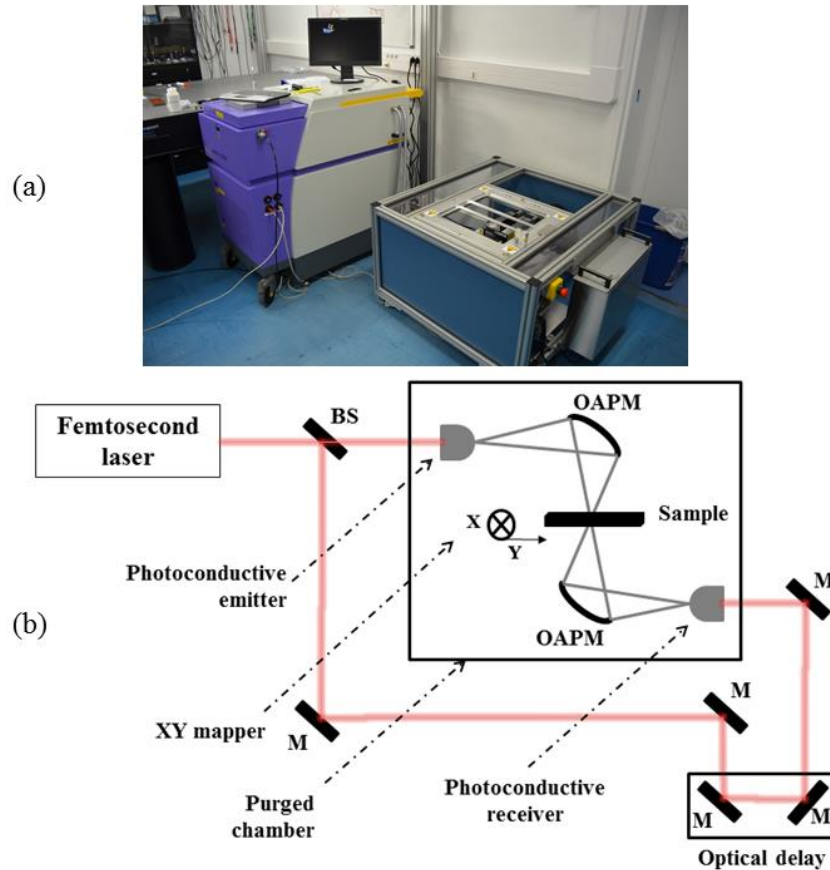 (a)
Femtosecond
laser
BS
OAPM
Sample
X
Y
Photoconductive
emitter
M
(b)
OAPM
XY mapper
M
M
Purged
chamber
Photoconductive
receiver
M
M
Optical delay